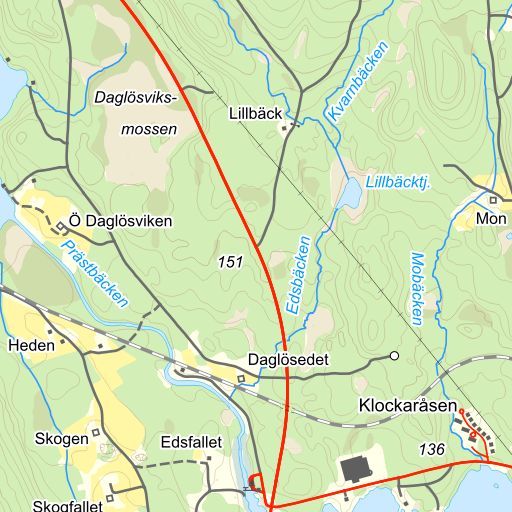 Kvarnbäcken
Daglösviks-
mossen
Lillbäck
Lillbäcktj.
Ö Daglösviken
Mon
Prästbäcken
151
Edsbäcken
Mobäcken
Heden
Daglösedet
Klockaråsen
Skogen
Edsfallet
136
Skogfallet